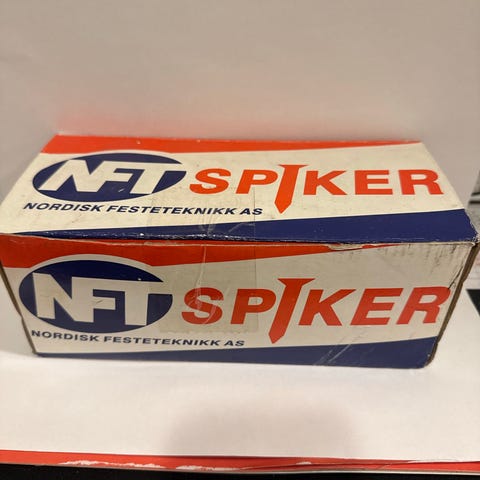 NFT SPIKER
NORDISK FESTETEKNIKK AS
NFT SPIKER
NORDISK FESTETEKNIKK AS